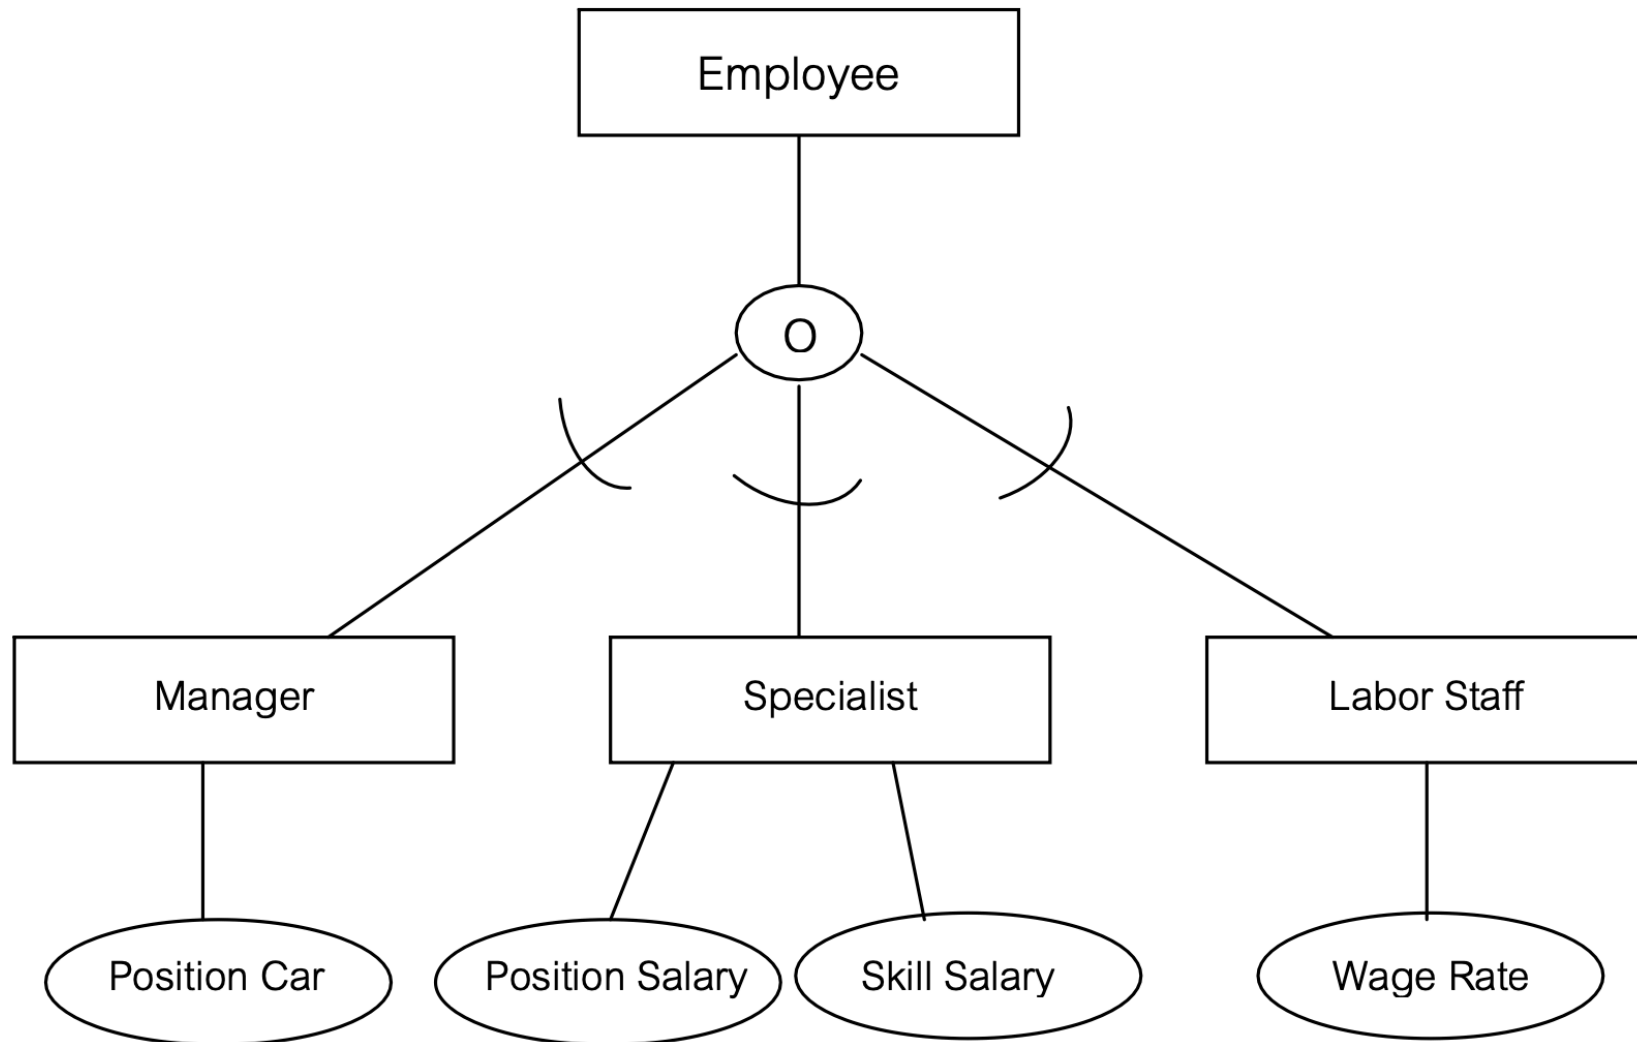 Employee
O
Manager
Specialist
Labor Staff
Position Car
Position Salary
Skill Salary
Wage Rate